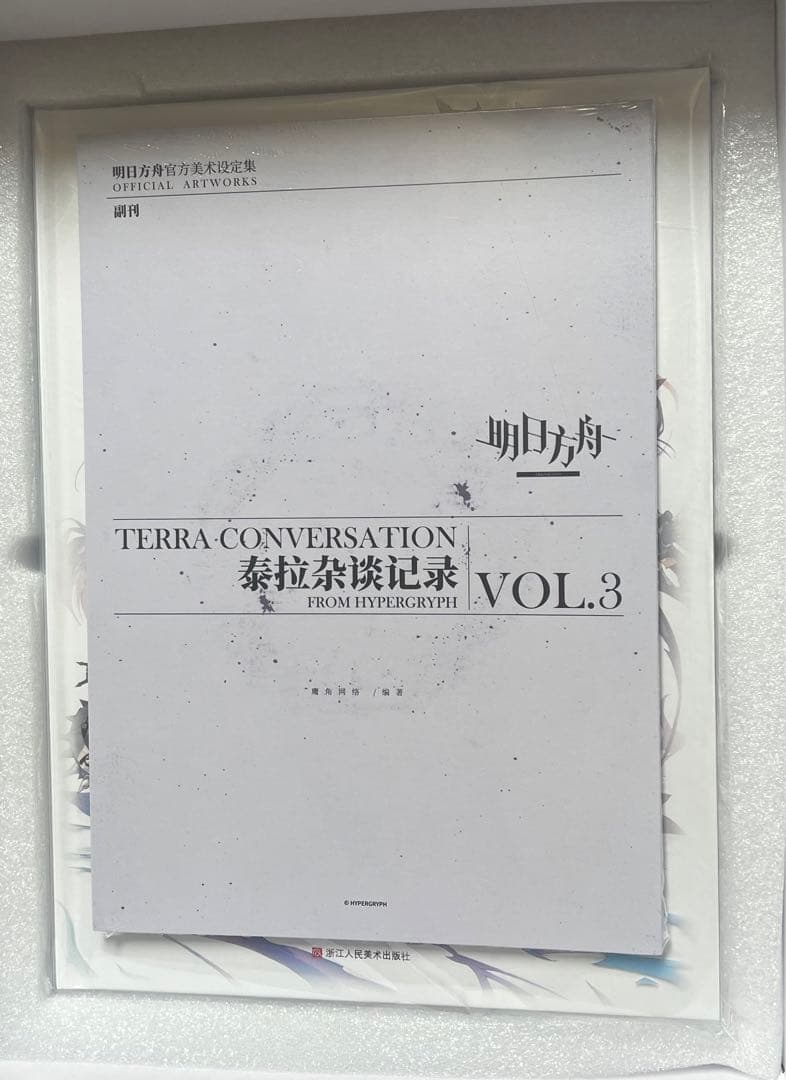 明日方舟官方美术设定集
OFFICIAL ARTWORKS
副刊
明日方舟
TERRA·CONVERSATION
泰拉杂谈记录
FROM HYPERGRYPH
VOL.3
鹰角网络 /编著
© HYPERGRYPH
浙江人民美术出版社